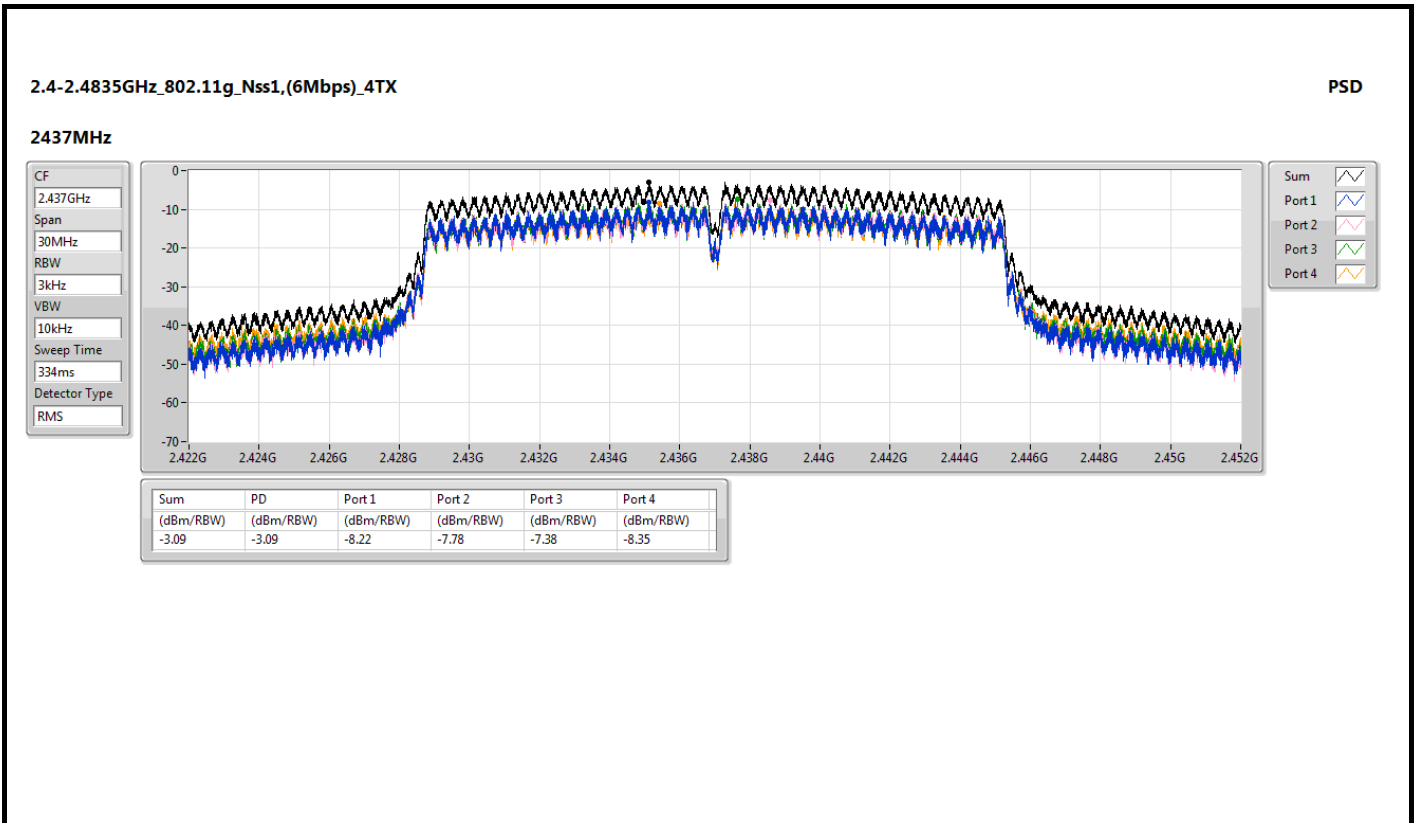 2.4-2.4835GHz_802.11g_Nss1,(6Mbps)_4TX
PSD
2437MHz
CF
2.437GHz
Span
30MHz
RBW
3kHz
VBW
10kHz
Sweep Time
334ms
Detector Type
RMS
0
-10
-20
-30
-40
-50
-60
-70
2.422G 2.424G 2.426G 2.428G 2.43G 2.432G 2.434G 2.436G 2.438G 2.44G 2.442G 2.444G 2.446G 2.448G 2.45G 2.452G
Sum
Port 1
Port 2
Port 3
Port 4
Sum PD Port 1 Port 2 Port 3 Port 4
(dBm/RBW) (dBm/RBW) (dBm/RBW) (dBm/RBW) (dBm/RBW) (dBm/RBW)
-3.09 -3.09 -8.22 -7.78 -7.38 -8.35